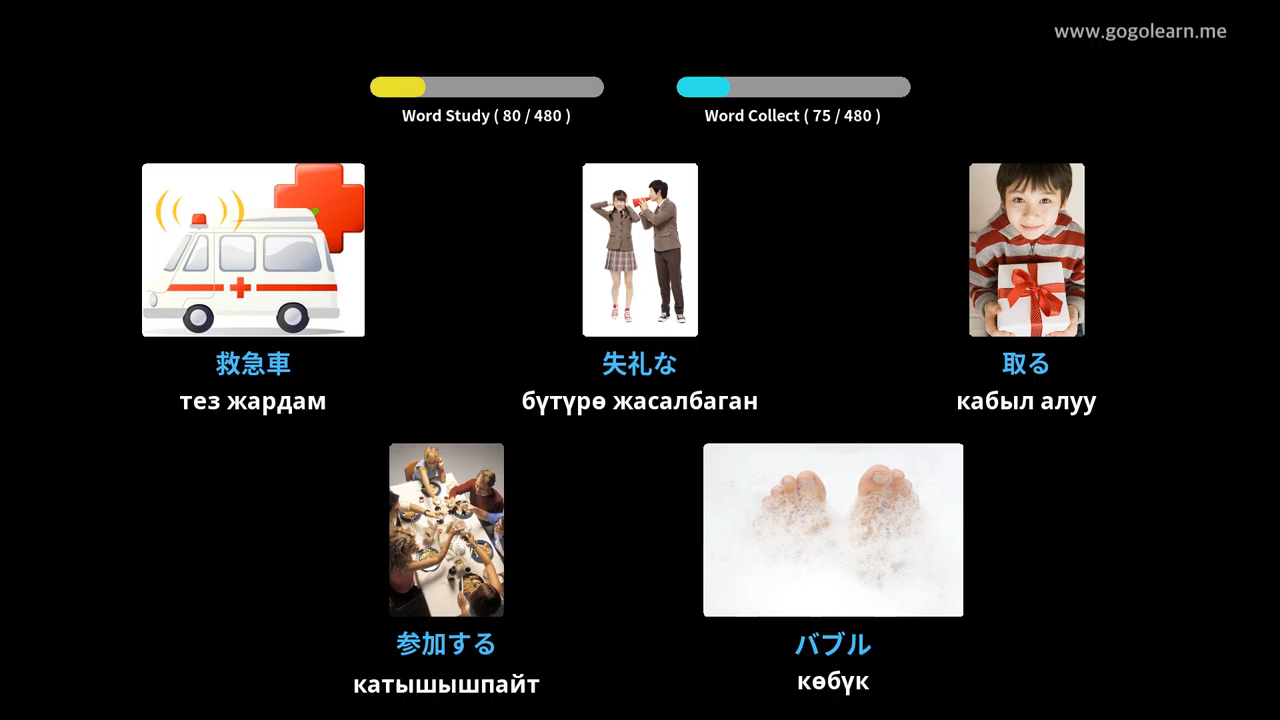 www.gogolearn.me
Word Study ( 80 / 480 )
Word Collect ( 75 / 480 )
救急車
тез жардам
失礼な
бүтүрө жасалбаган
取る
кабыл алуу
参加する
катышышпайт
バブル
көбүк